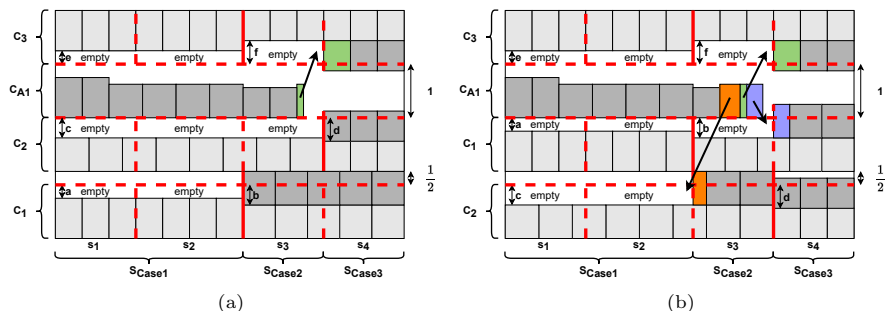 C3
e
empty
empty
f
empty
CA1
1
c
empty
empty
empty
d
C2
1/2
a
empty
empty
b
C1
s1
s2
s3
s4
SCase1
SCase2
SCase3
(a)
C3
e
empty
empty
f
empty
CA1
1
a
empty
empty
b
empty
C1
1/2
c
empty
empty
d
C2
s1
s2
s3
s4
SCase1
SCase2
SCase3
(b)